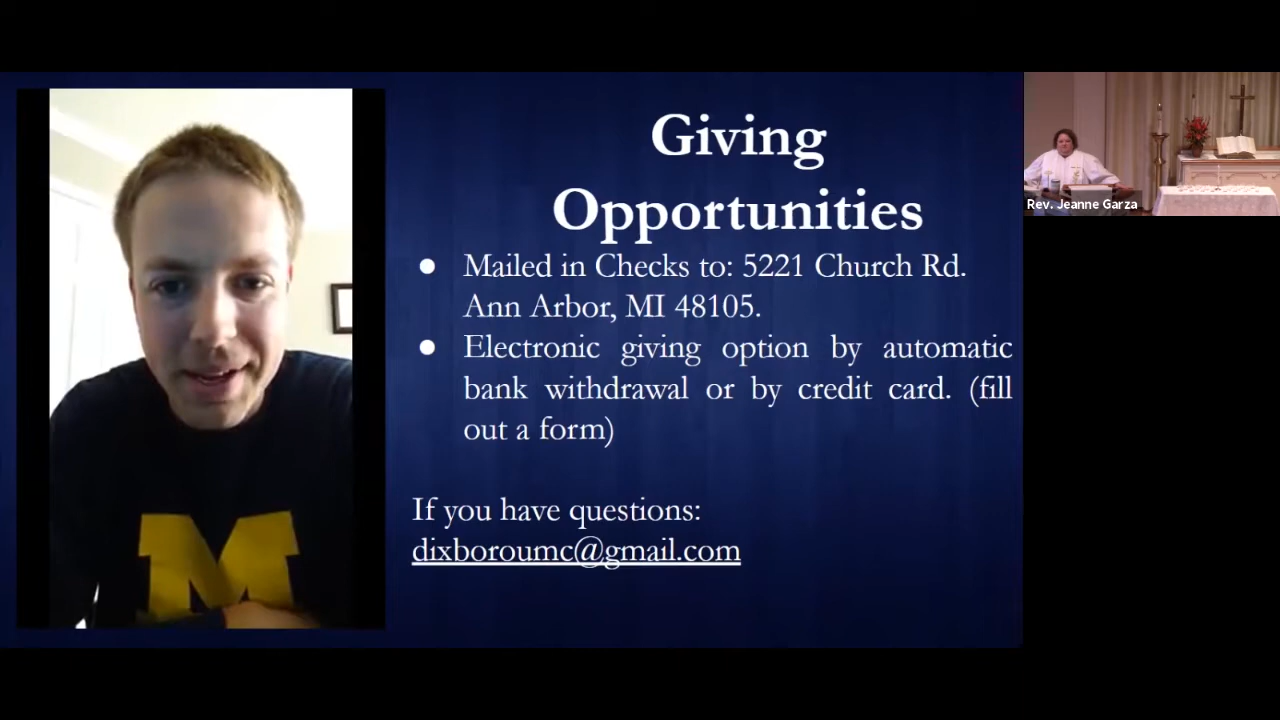 Giving
Opportunities
● Mailed in Checks to: 5221 Church Rd.
Ann Arbor, MI 48105.
● Electronic giving option by automatic
bank withdrawal or by credit card. (fill
out a form)
If you have questions:
dixboroumc@gmail.com
M
Rev. Jeanne Garza